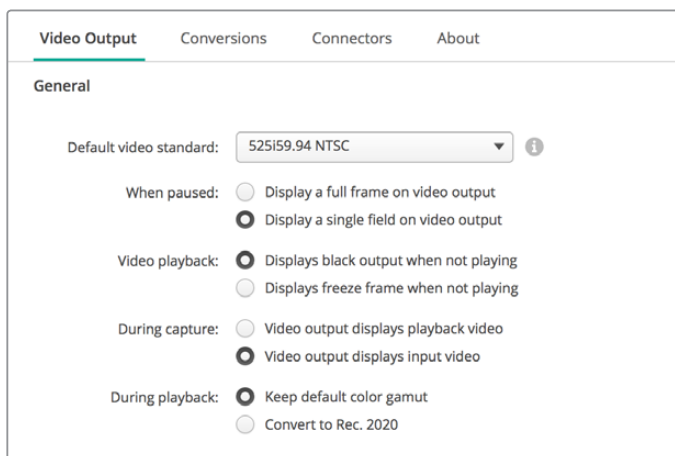 Video Output Conversions Connectors About
General
Default video standard: 525i59.94 NTSC
When paused: Display a full frame on video output
Display a single field on video output
Video playback: Displays black output when not playing
Displays freeze frame when not playing
During capture: Video output displays playback video
Video output displays input video
During playback: Keep default color gamut
Convert to Rec. 2020